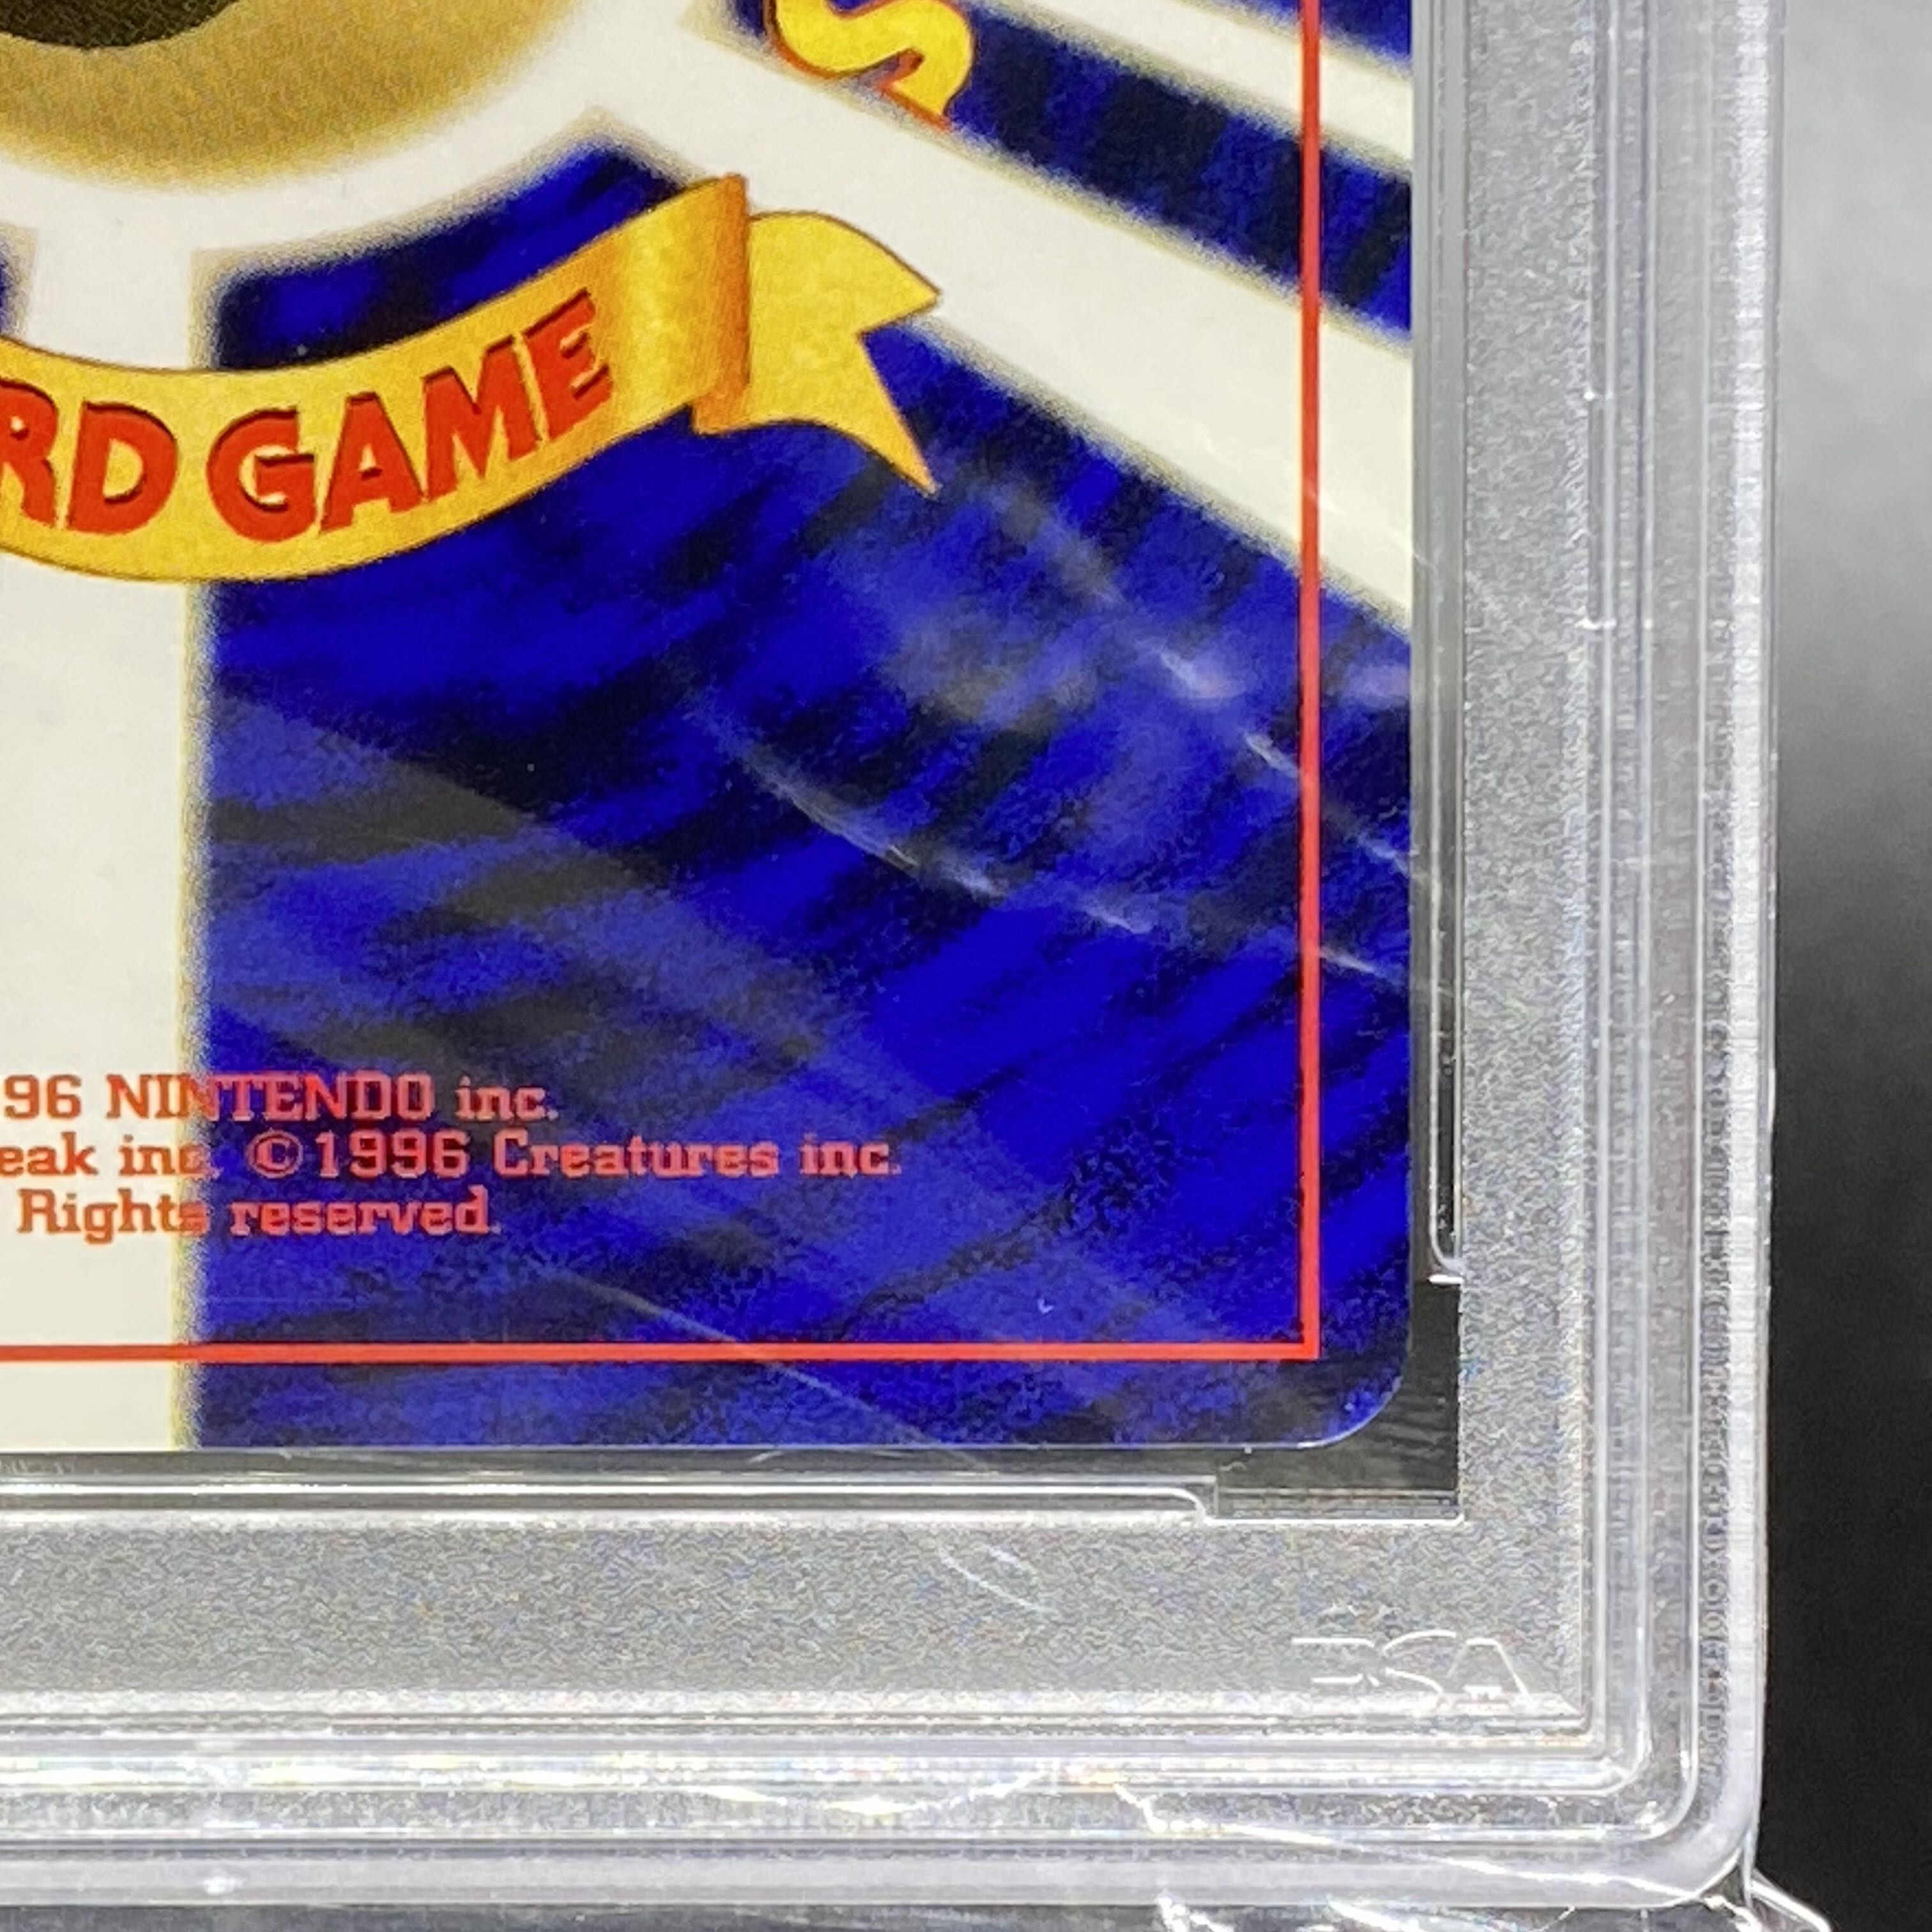 S
RD GAME
96 NINTENDO inc.
eak inc. ©1996 Creatures inc.
Rights reserved.
PSA